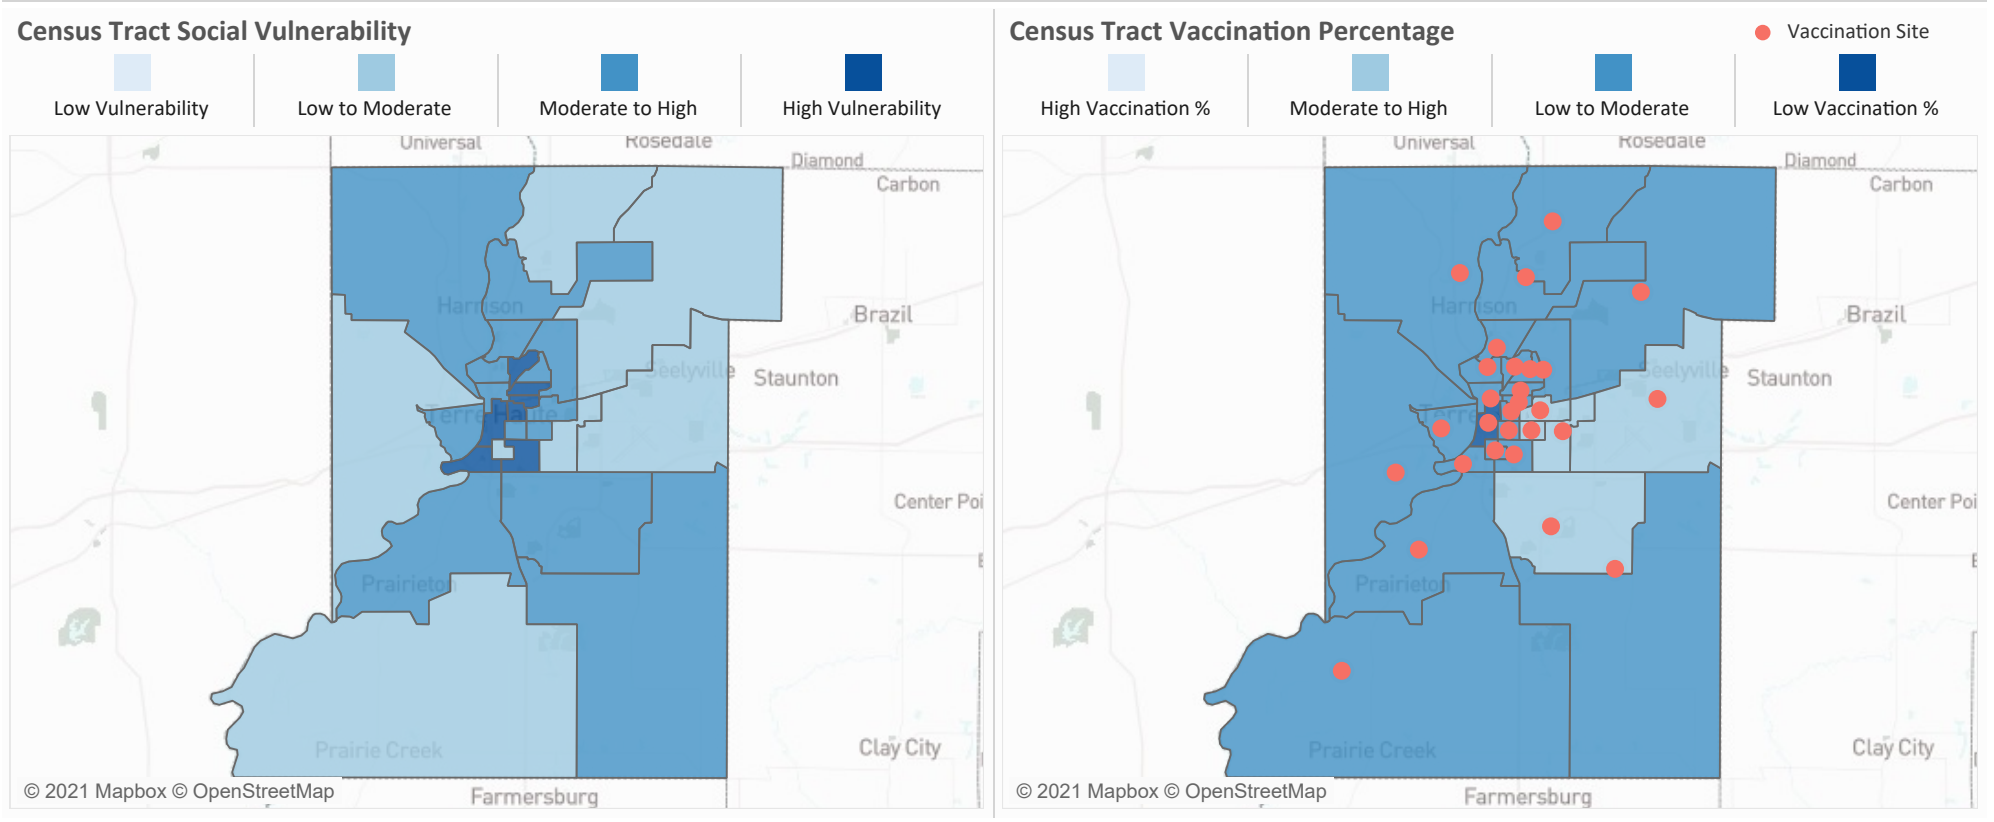 Census Tract Social Vulnerability
Low Vulnerability
Low to Moderate
Moderate to High
High Vulnerability
Universal
Rosedale
Diamond
Carbon
Harrison
Brazil
Seelyville
Staunton
Terre Haute
Center Poi
Prairieton
Prairie Creek
Clay City
© 2021 Mapbox © OpenStreetMap
Farmersburg
Census Tract Vaccination Percentage
Vaccination Site
High Vaccination %
Moderate to High
Low to Moderate
Low Vaccination %
Universal
Rosedale
Diamond
Carbon
Harrison
Brazil
Seelyville
Staunton
Terre
Center Poi
Prairieton
Prairie Creek
Clay City
© 2021 Mapbox © OpenStreetMap
Farmersburg